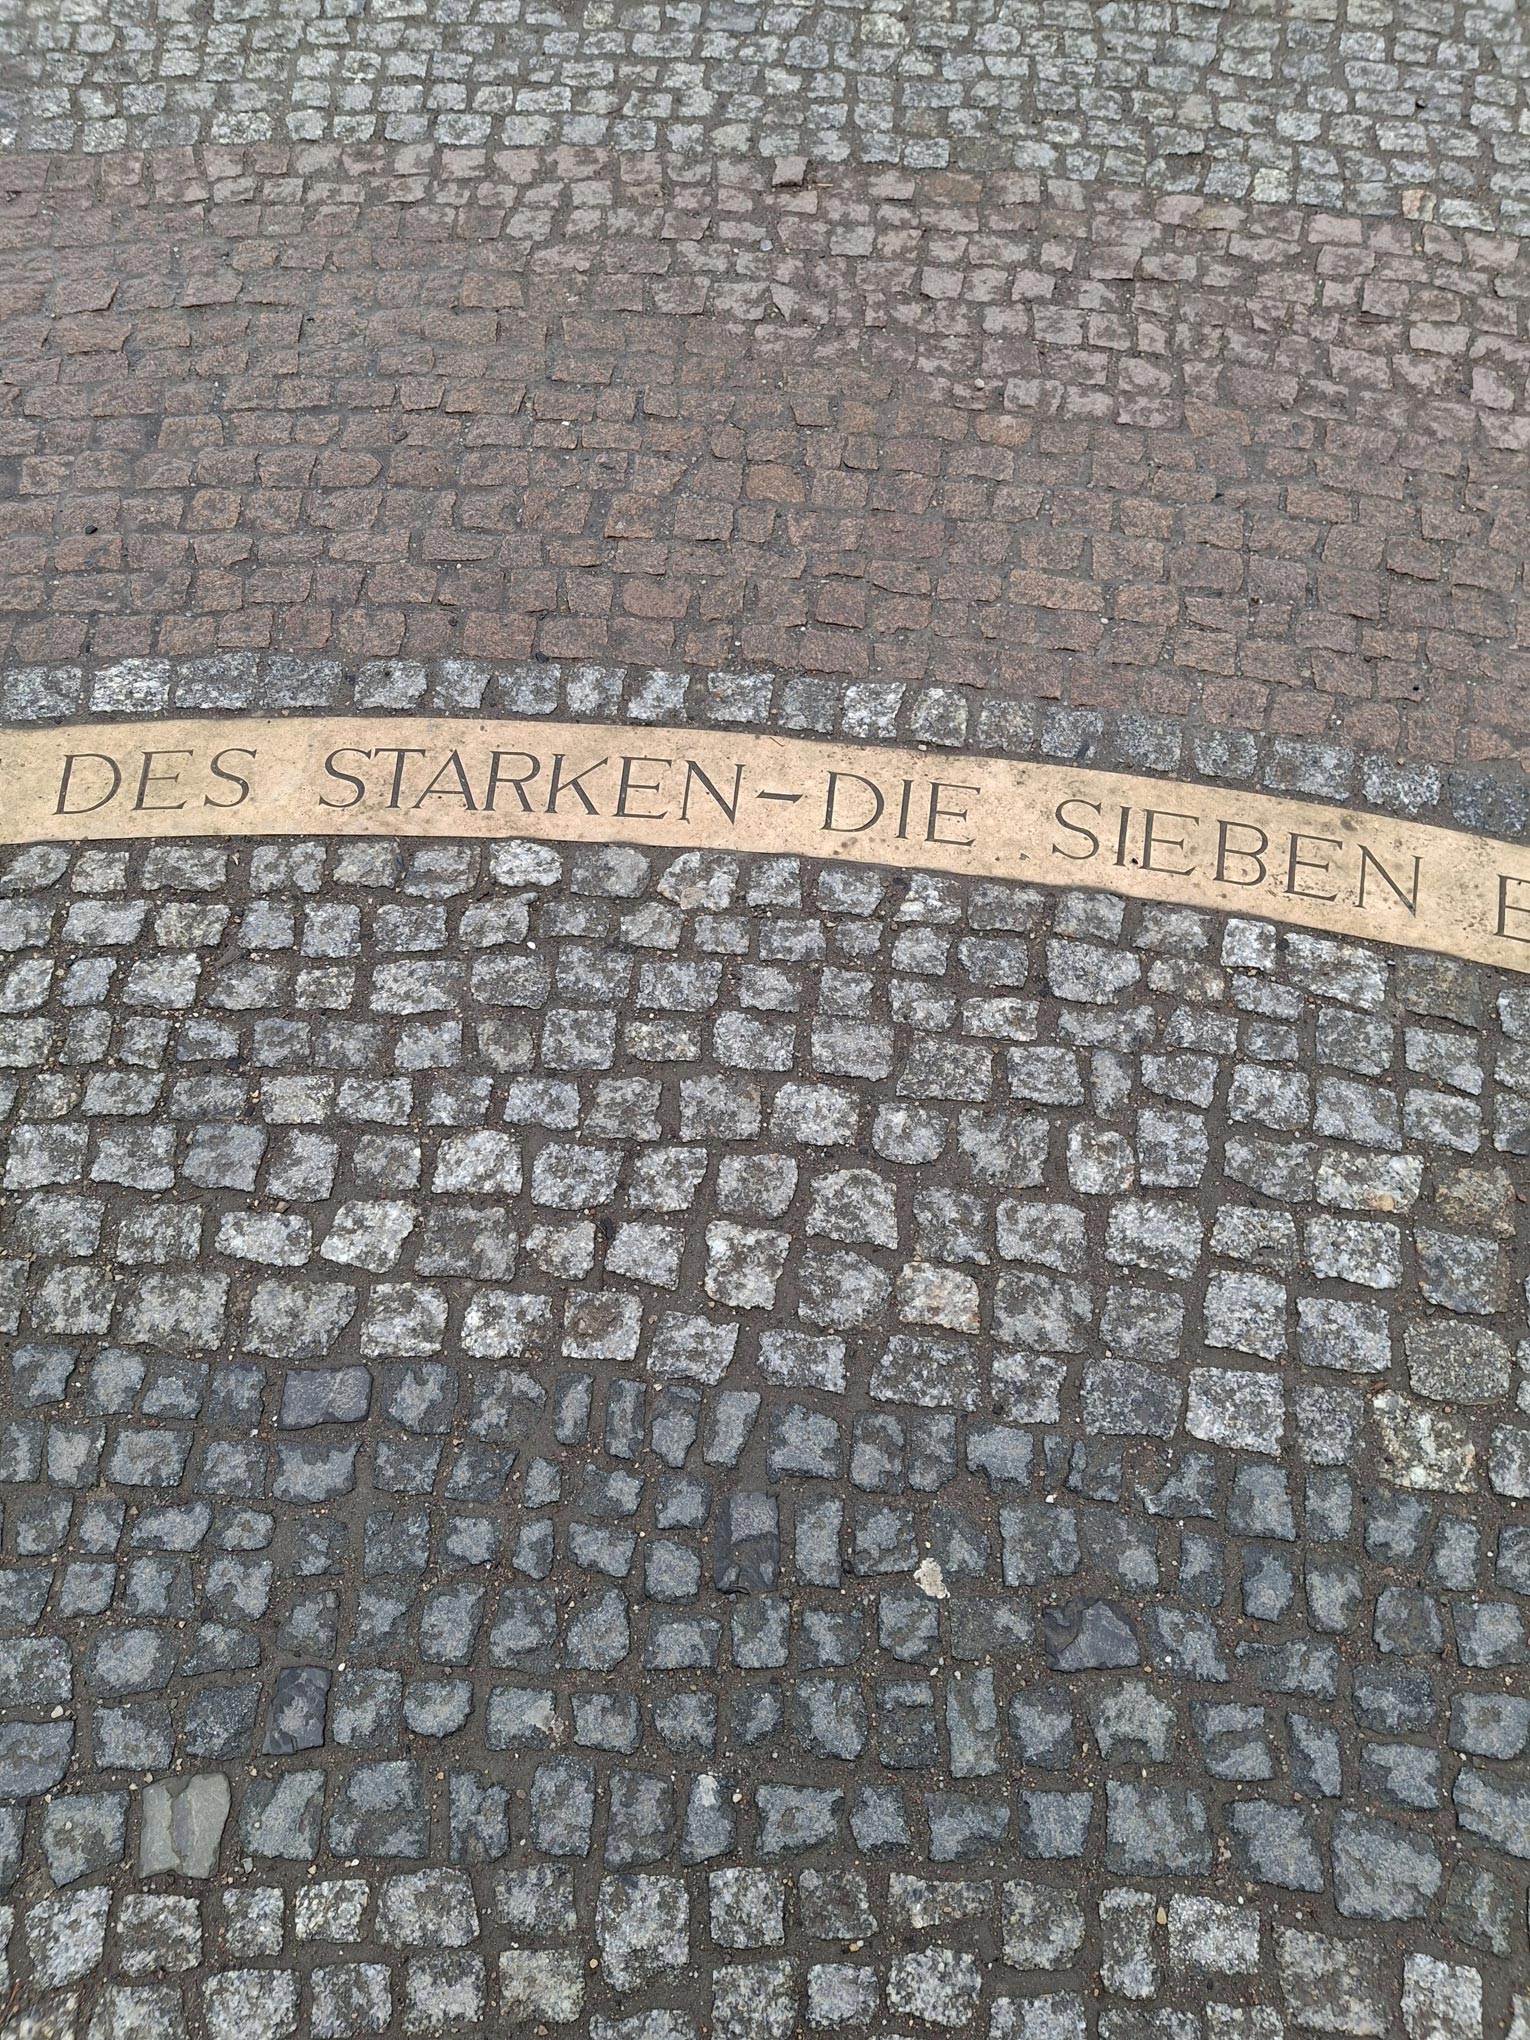 DES STARKEN – DIE SIEBEN